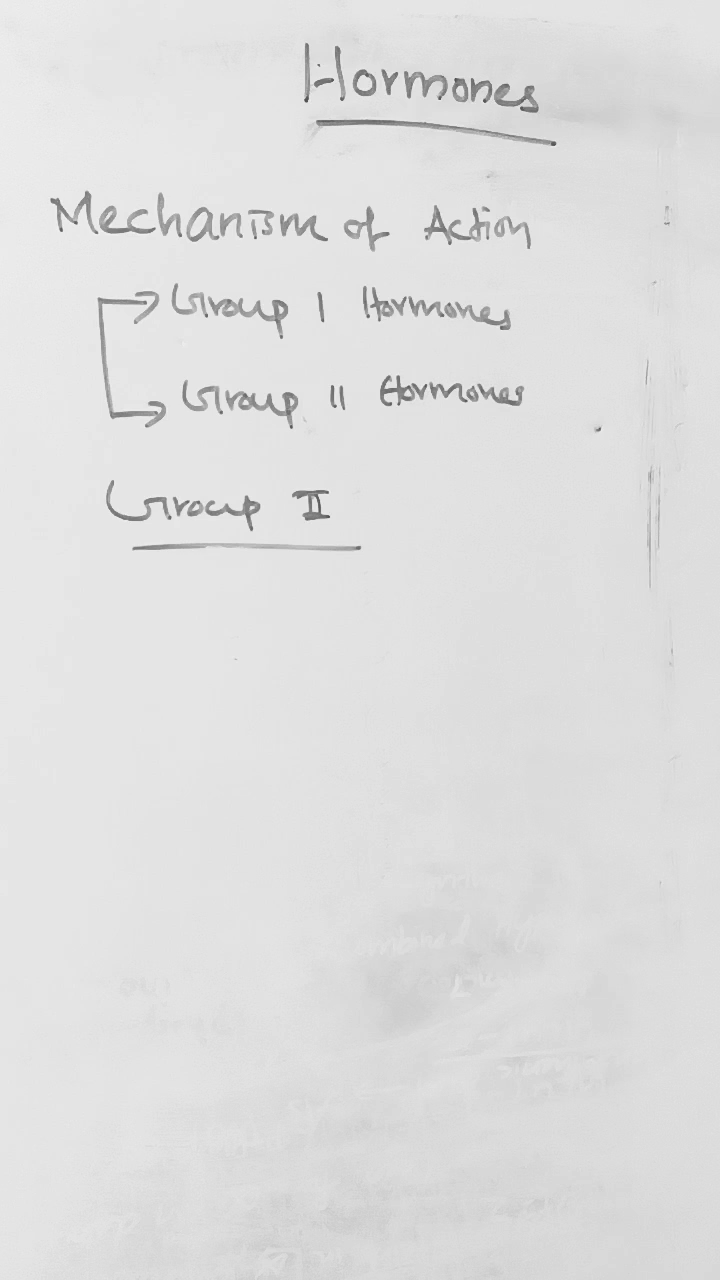 Hormones
Mechanism of Action
Group I Hormones
Group II Hormones
Group II